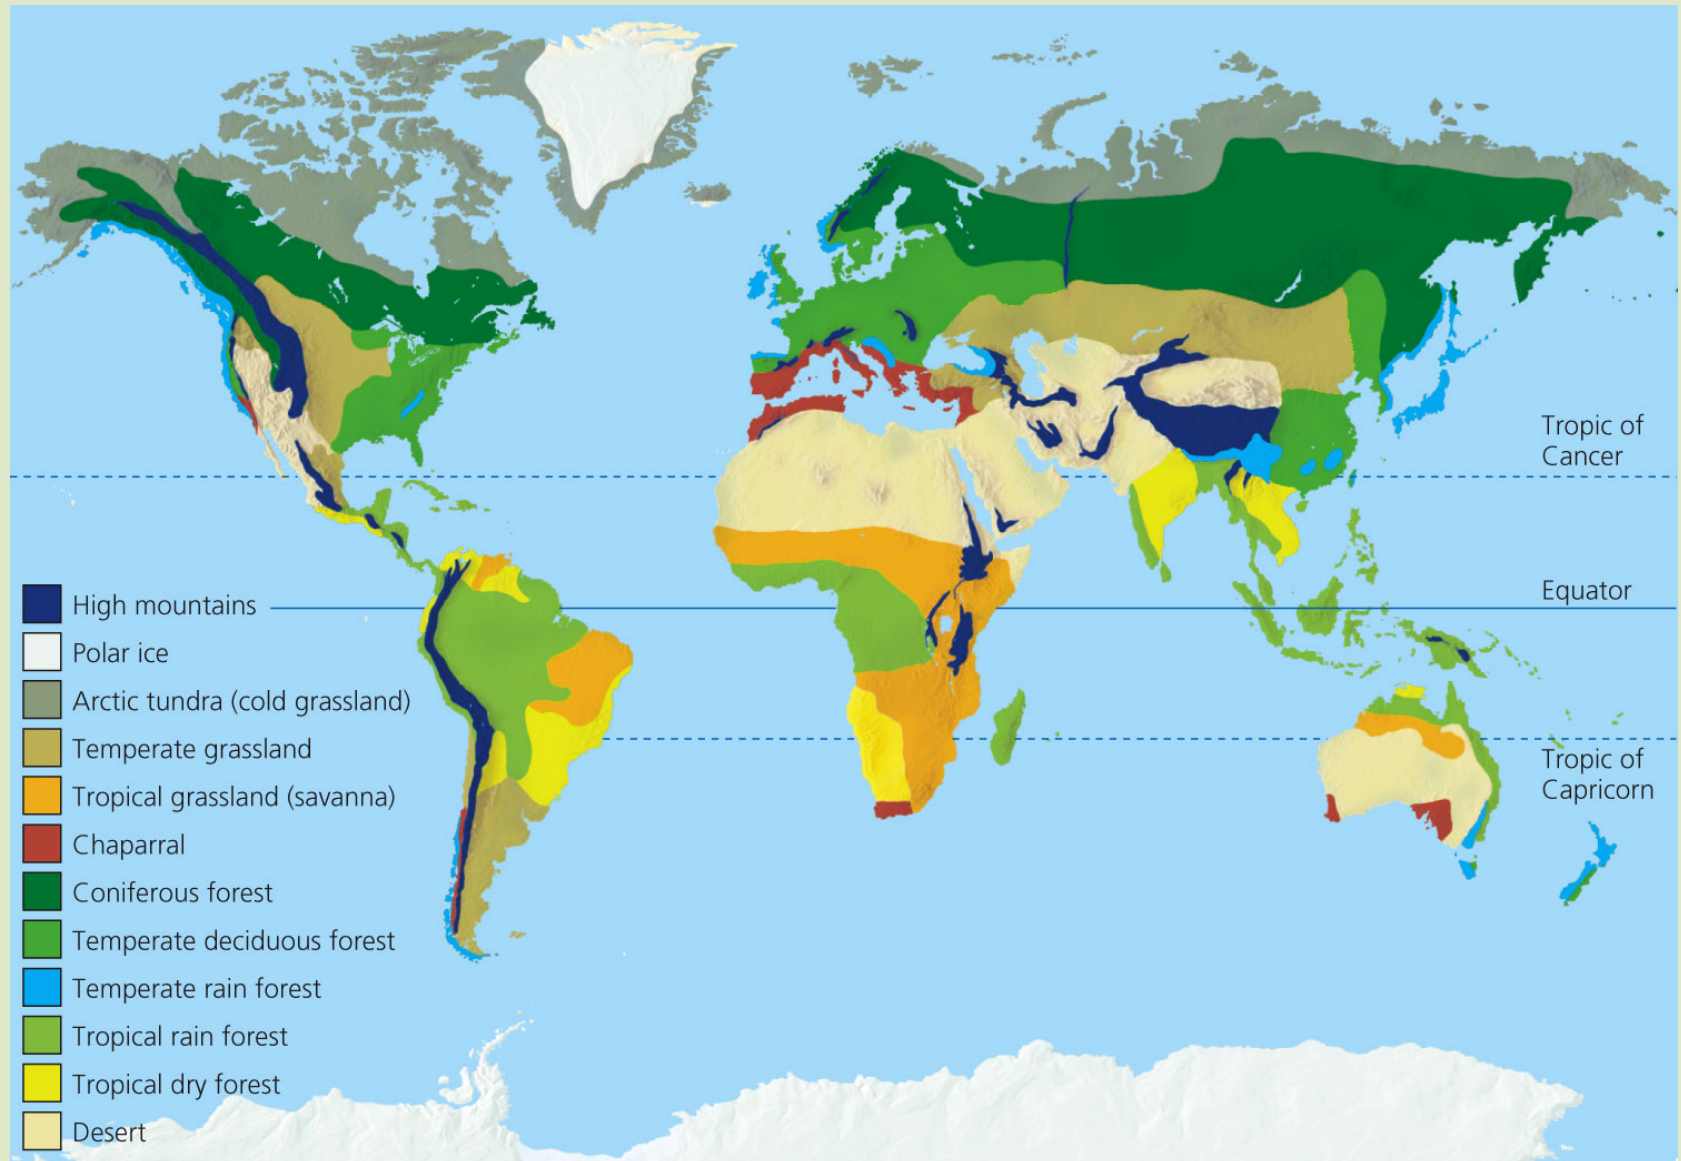 Tropic of
Cancer
Equator
Tropic of
Capricorn
High mountains
Polar ice
Arctic tundra (cold grassland)
Temperate grassland
Tropical grassland (savanna)
Chaparral
Coniferous forest
Temperate deciduous forest
Temperate rain forest
Tropical rain forest
Tropical dry forest
Desert